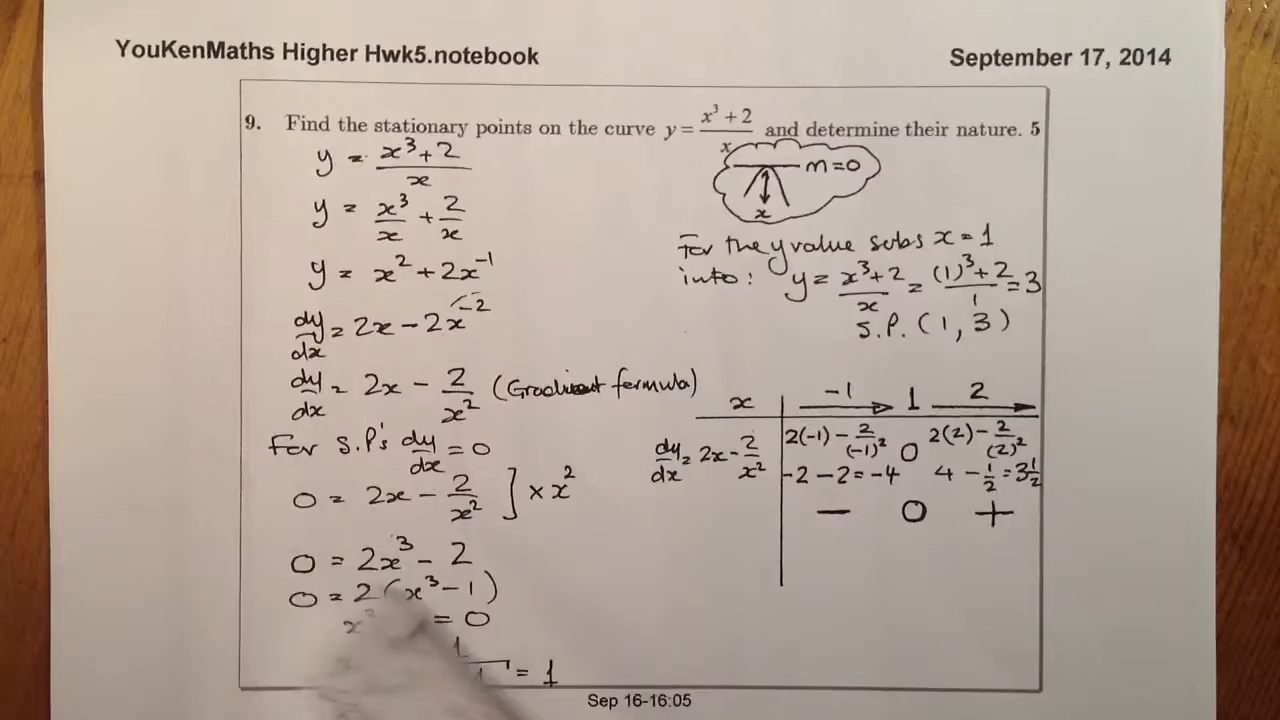 YouKenMaths Higher Hwk5.notebook
September 17, 2014
9. Find the stationary points on the curve y = (x³ + 2)/x and determine their nature. 5
y = (x³+2)/x
y = x³/x + 2/x
y = x² + 2x⁻¹
dy/dx = 2x − 2x⁻²
dy/dx = 2x − 2/x² (Gradient formula)
For S.P's dy/dx = 0
0 = 2x − 2/x² ] × x²
0 = 2x³ − 2
0 = 2(x³ − 1)
= 0
= 1
m = 0
x
For the y value subs x = 1
into: y = (x³+2)/x = ((1)³+2)/1 = 3
S.P. (1, 3)
x −1 1 2
dy/dx = 2x − 2/x² 2(−1) − 2/(−1)² 0 2(2) − 2/(2)²
−2 − 2 = −4 4 − 1/2 = 3 1/2
− 0 +
Sep 16-16:05